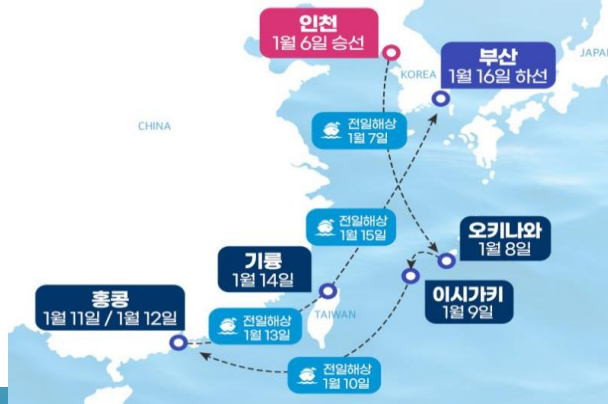 인천
1월 6일 승선
부산
1월 16일 하선
JAPA
KOREA
CHINA
전일해상
1월 7일
전일해상
1월 15일
오키나와
1월 8일
기륭
1월 14일
이시가키
1월 9일
홍콩
1월 11일 / 1월 12일
TAIWAN
전일해상
1월 13일
전일해상
1월 10일